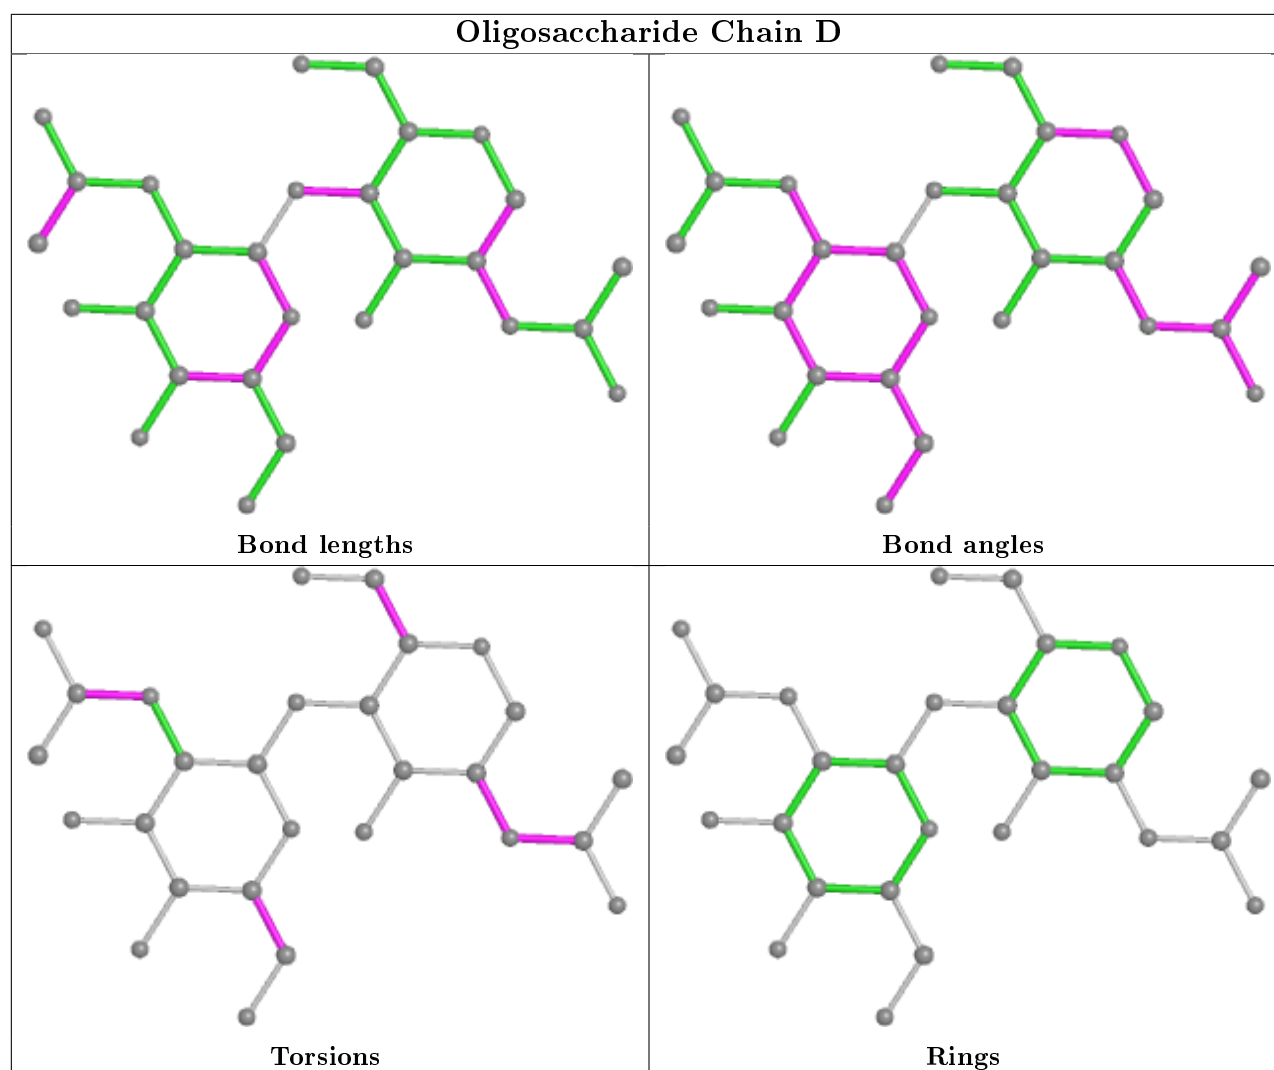 Oligosaccharide Chain D
Bond lengths
Bond angles
Torsions
Rings